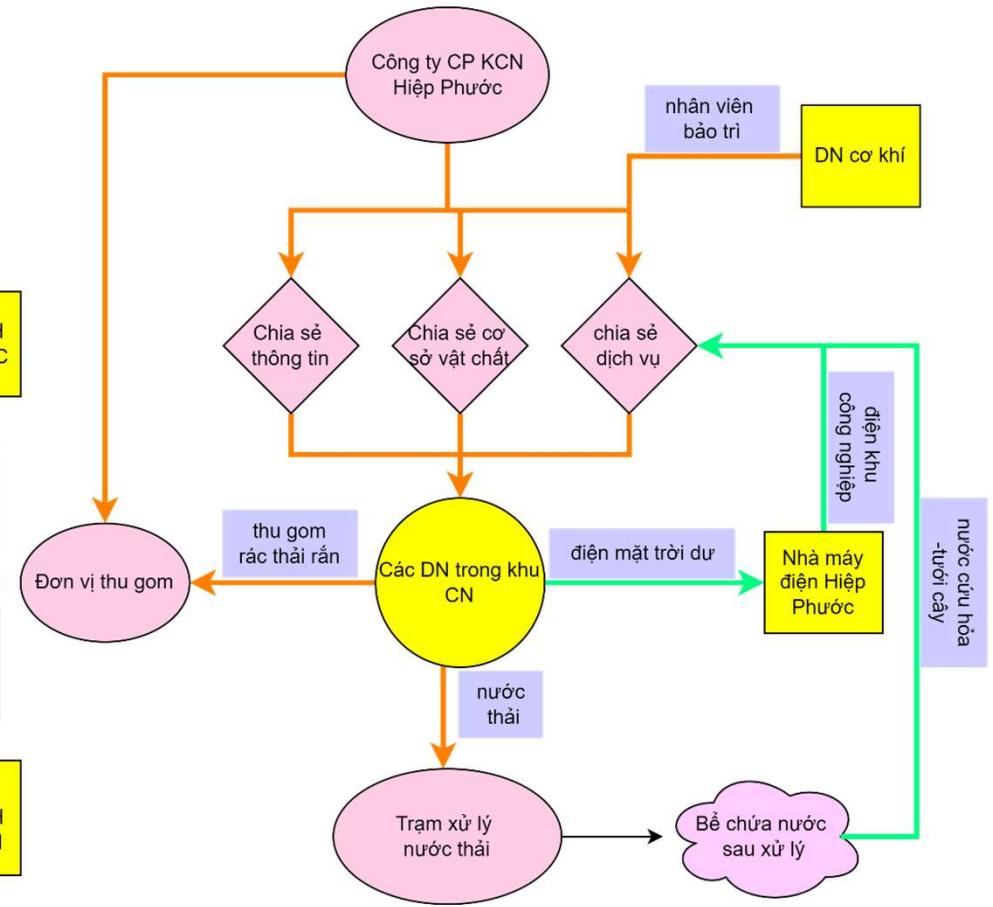 Công ty CP KCN
Hiệp Phước
nhân viên
bảo trì
DN cơ khí
Chia sẻ
thông tin
Chia sẻ cơ
sở vật chất
chia sẻ
dịch vụ
H
C
điện khu
công nghiệp
thu gom
rác thải rắn
điện mặt trời dư
nước cứu hỏa
-tưới cây
Đơn vị thu gom
Các DN trong khu
CN
Nhà máy
điện Hiệp
Phước
nước
thải
Trạm xử lý
nước thải
Bể chứa nước
sau xử lý